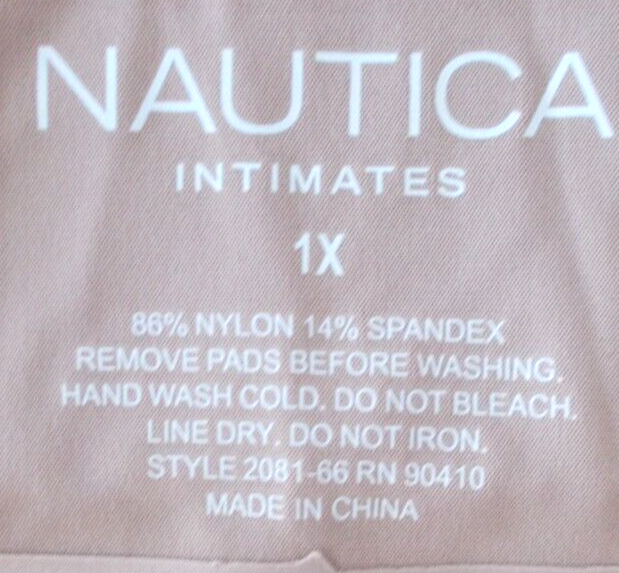 NAUTICA
INTIMATES
1X
86% NYLON 14% SPANDEX
REMOVE PADS BEFORE WASHING.
HAND WASH COLD. DO NOT BLEACH.
LINE DRY. DO NOT IRON.
STYLE 2081-66 RN 90410
MADE IN CHINA